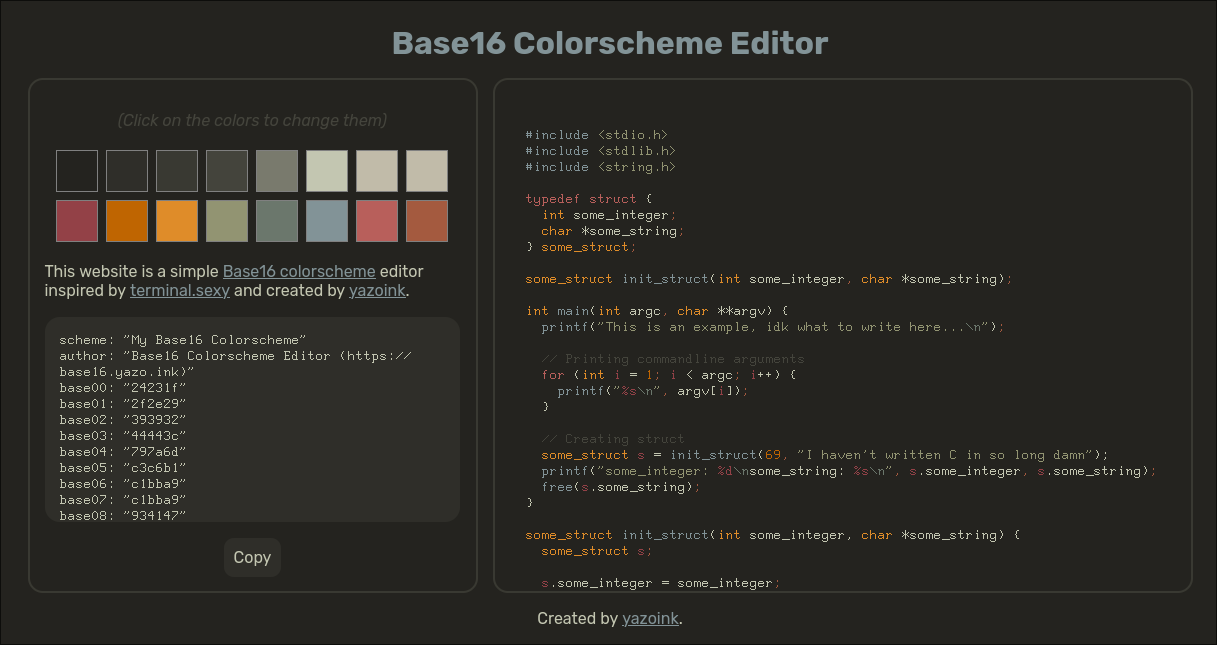 Base16 Colorscheme Editor
(Click on the colors to change them)
This website is a simple Base16 colorscheme editor
inspired by terminal.sexy and created by yazoink.
scheme: "My Base16 Colorscheme"
author: "Base16 Colorscheme Editor (https://
base16.yazo.ink)"
base00: "24231f"
base01: "2f2e29"
base02: "393932"
base03: "44443c"
base04: "797a6d"
base05: "c3c6b1"
base06: "c1bba9"
base07: "c1bba9"
base08: "934147"
Copy
#include <stdio.h>
#include <stdlib.h>
#include <string.h>
typedef struct {
  int some_integer;
  char *some_string;
} some_struct;
some_struct init_struct(int some_integer, char *some_string);
int main(int argc, char **argv) {
  printf("This is an example, idk what to write here...\n");
  // Printing commandline arguments
  for (int i = 1; i < argc; i++) {
    printf("%s\n", argv[i]);
  }
  // Creating struct
  some_struct s = init_struct(69, "I haven't written C in so long damn");
  printf("some_integer: %d\nsome_string: %s\n", s.some_integer, s.some_string);
  free(s.some_string);
}
some_struct init_struct(int some_integer, char *some_string) {
  some_struct s;
  s.some_integer = some_integer;
Created by yazoink.